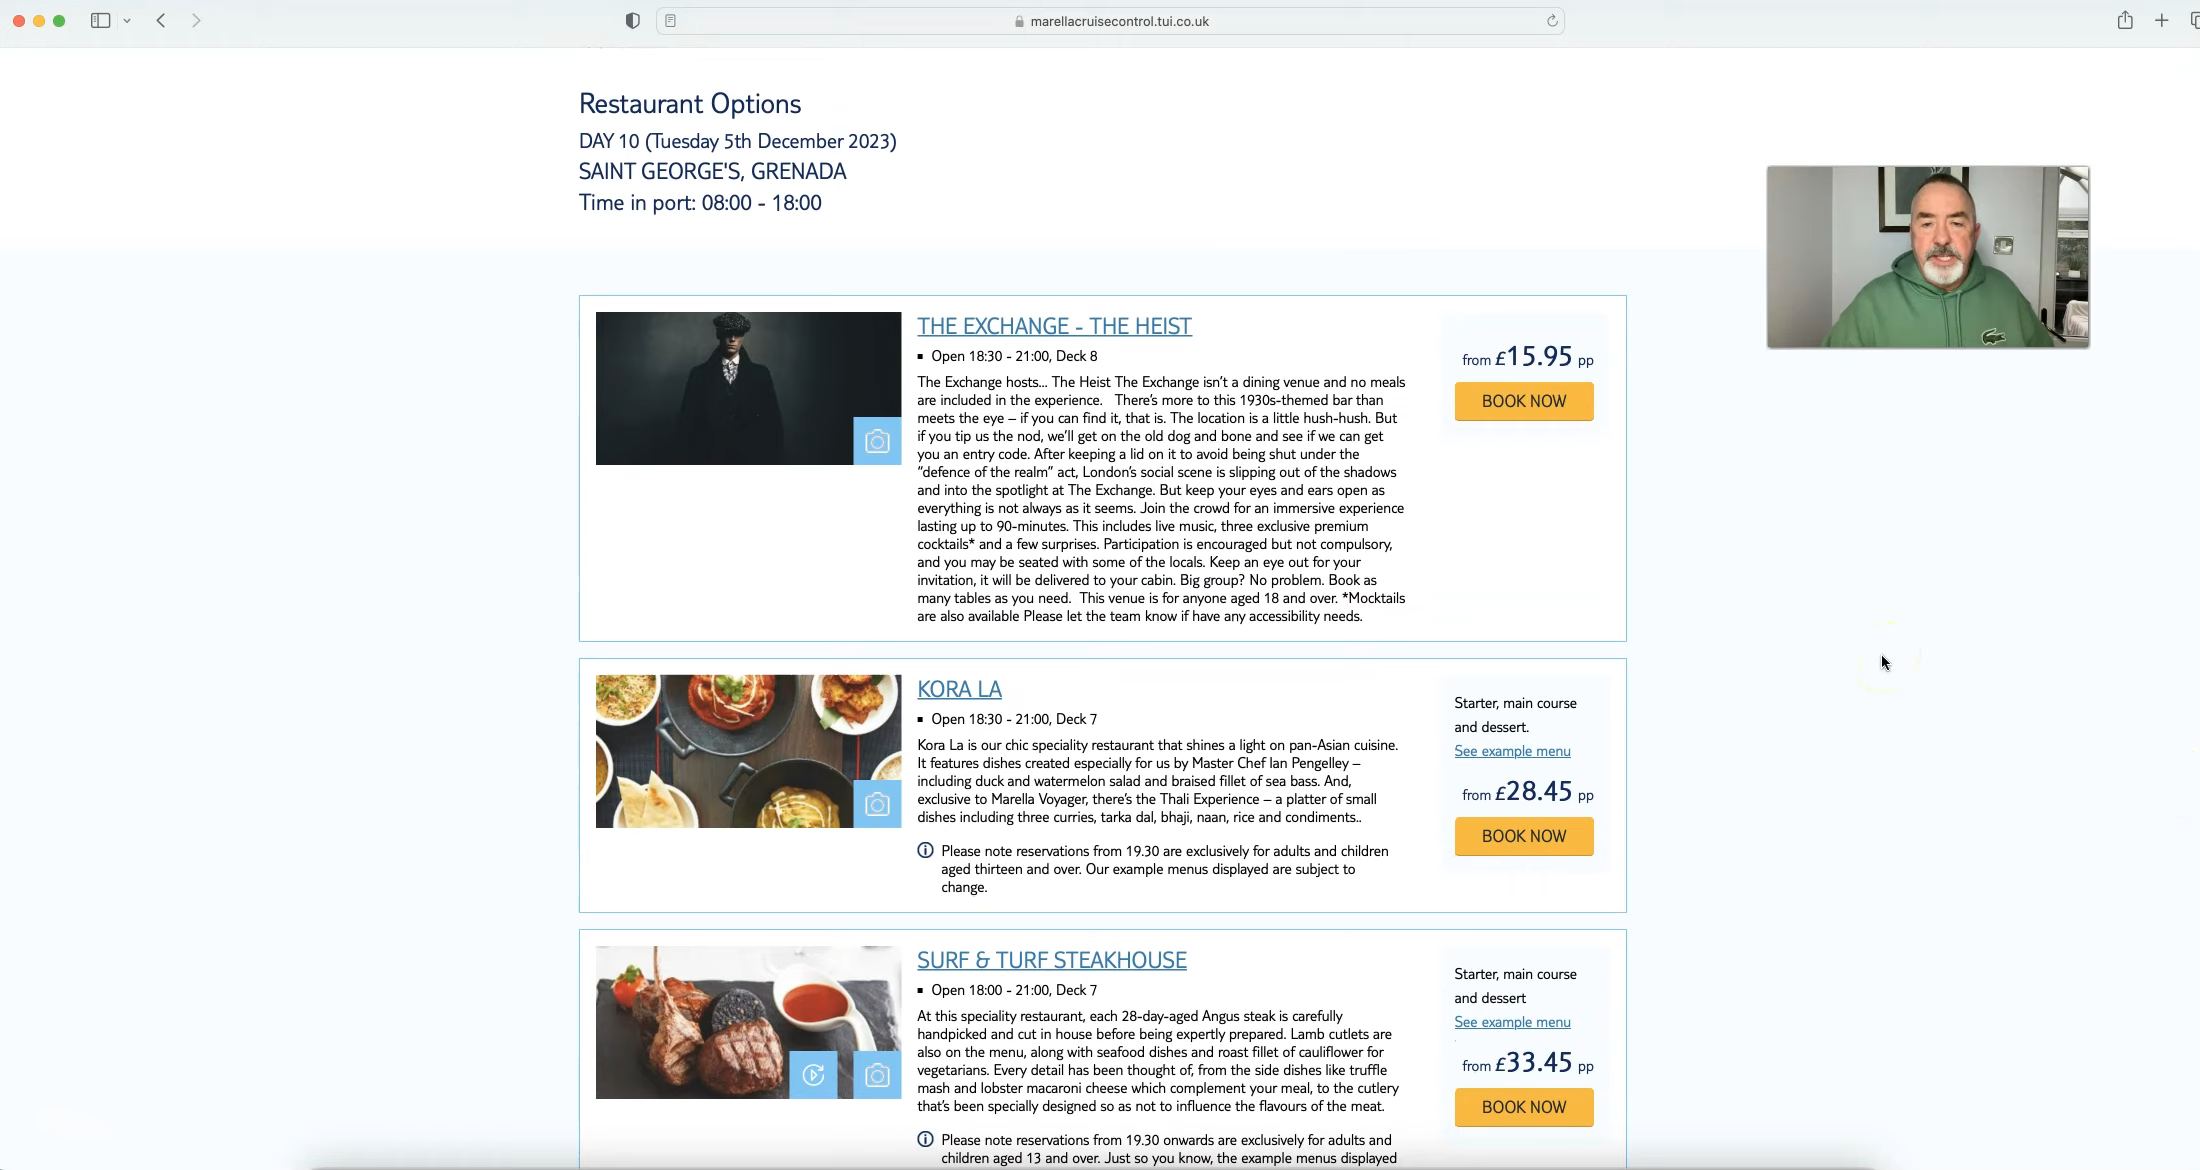 marellacruisecontrol.tui.co.uk
Restaurant Options
DAY 10 (Tuesday 5th December 2023)
SAINT GEORGE'S, GRENADA
Time in port: 08:00 - 18:00
THE EXCHANGE - THE HEIST
▪ Open 18:30 - 21:00, Deck 8
The Exchange hosts... The Heist The Exchange isn't a dining venue and no meals
are included in the experience.   There's more to this 1930s-themed bar than
meets the eye – if you can find it, that is. The location is a little hush-hush. But
if you tip us the nod, we'll get on the old dog and bone and see if we can get
you an entry code. After keeping a lid on it to avoid being shut under the
“defence of the realm” act, London's social scene is slipping out of the shadows
and into the spotlight at The Exchange. But keep your eyes and ears open as
everything is not always as it seems. Join the crowd for an immersive experience
lasting up to 90-minutes. This includes live music, three exclusive premium
cocktails* and a few surprises. Participation is encouraged but not compulsory,
and you may be seated with some of the locals. Keep an eye out for your
invitation, it will be delivered to your cabin. Big group? No problem. Book as
many tables as you need.  This venue is for anyone aged 18 and over. *Mocktails
are also available Please let the team know if have any accessibility needs.
from £15.95 pp
BOOK NOW
KORA LA
▪ Open 18:30 - 21:00, Deck 7
Kora La is our chic speciality restaurant that shines a light on pan-Asian cuisine.
It features dishes created especially for us by Master Chef Ian Pengelley –
including duck and watermelon salad and braised fillet of sea bass. And,
exclusive to Marella Voyager, there's the Thali Experience – a platter of small
dishes including three curries, tarka dal, bhaji, naan, rice and condiments..
Please note reservations from 19.30 are exclusively for adults and children
aged thirteen and over. Our example menus displayed are subject to
change.
Starter, main course
and dessert.
See example menu
from £28.45 pp
BOOK NOW
SURF & TURF STEAKHOUSE
▪ Open 18:00 - 21:00, Deck 7
At this speciality restaurant, each 28-day-aged Angus steak is carefully
handpicked and cut in house before being expertly prepared. Lamb cutlets are
also on the menu, along with seafood dishes and roast fillet of cauliflower for
vegetarians. Every detail has been thought of, from the side dishes like truffle
mash and lobster macaroni cheese which complement your meal, to the cutlery
that's been specially designed so as not to influence the flavours of the meat.
Please note reservations from 19.30 onwards are exclusively for adults and
children aged 13 and over. Just so you know, the example menus displayed
Starter, main course
and dessert
See example menu
from £33.45 pp
BOOK NOW